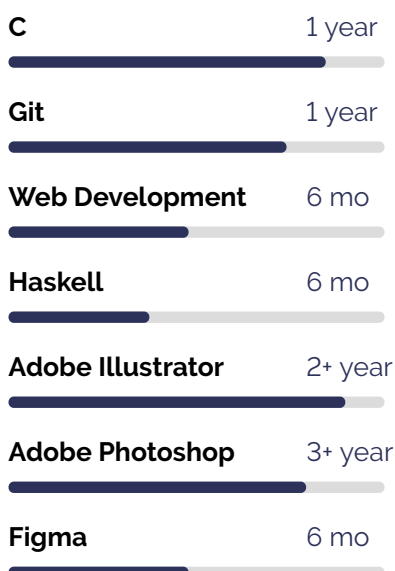 C 1 year
Git 1 year
Web Development 6 mo
Haskell 6 mo
Adobe Illustrator 2+ year
Adobe Photoshop 3+ year
Figma 6 mo